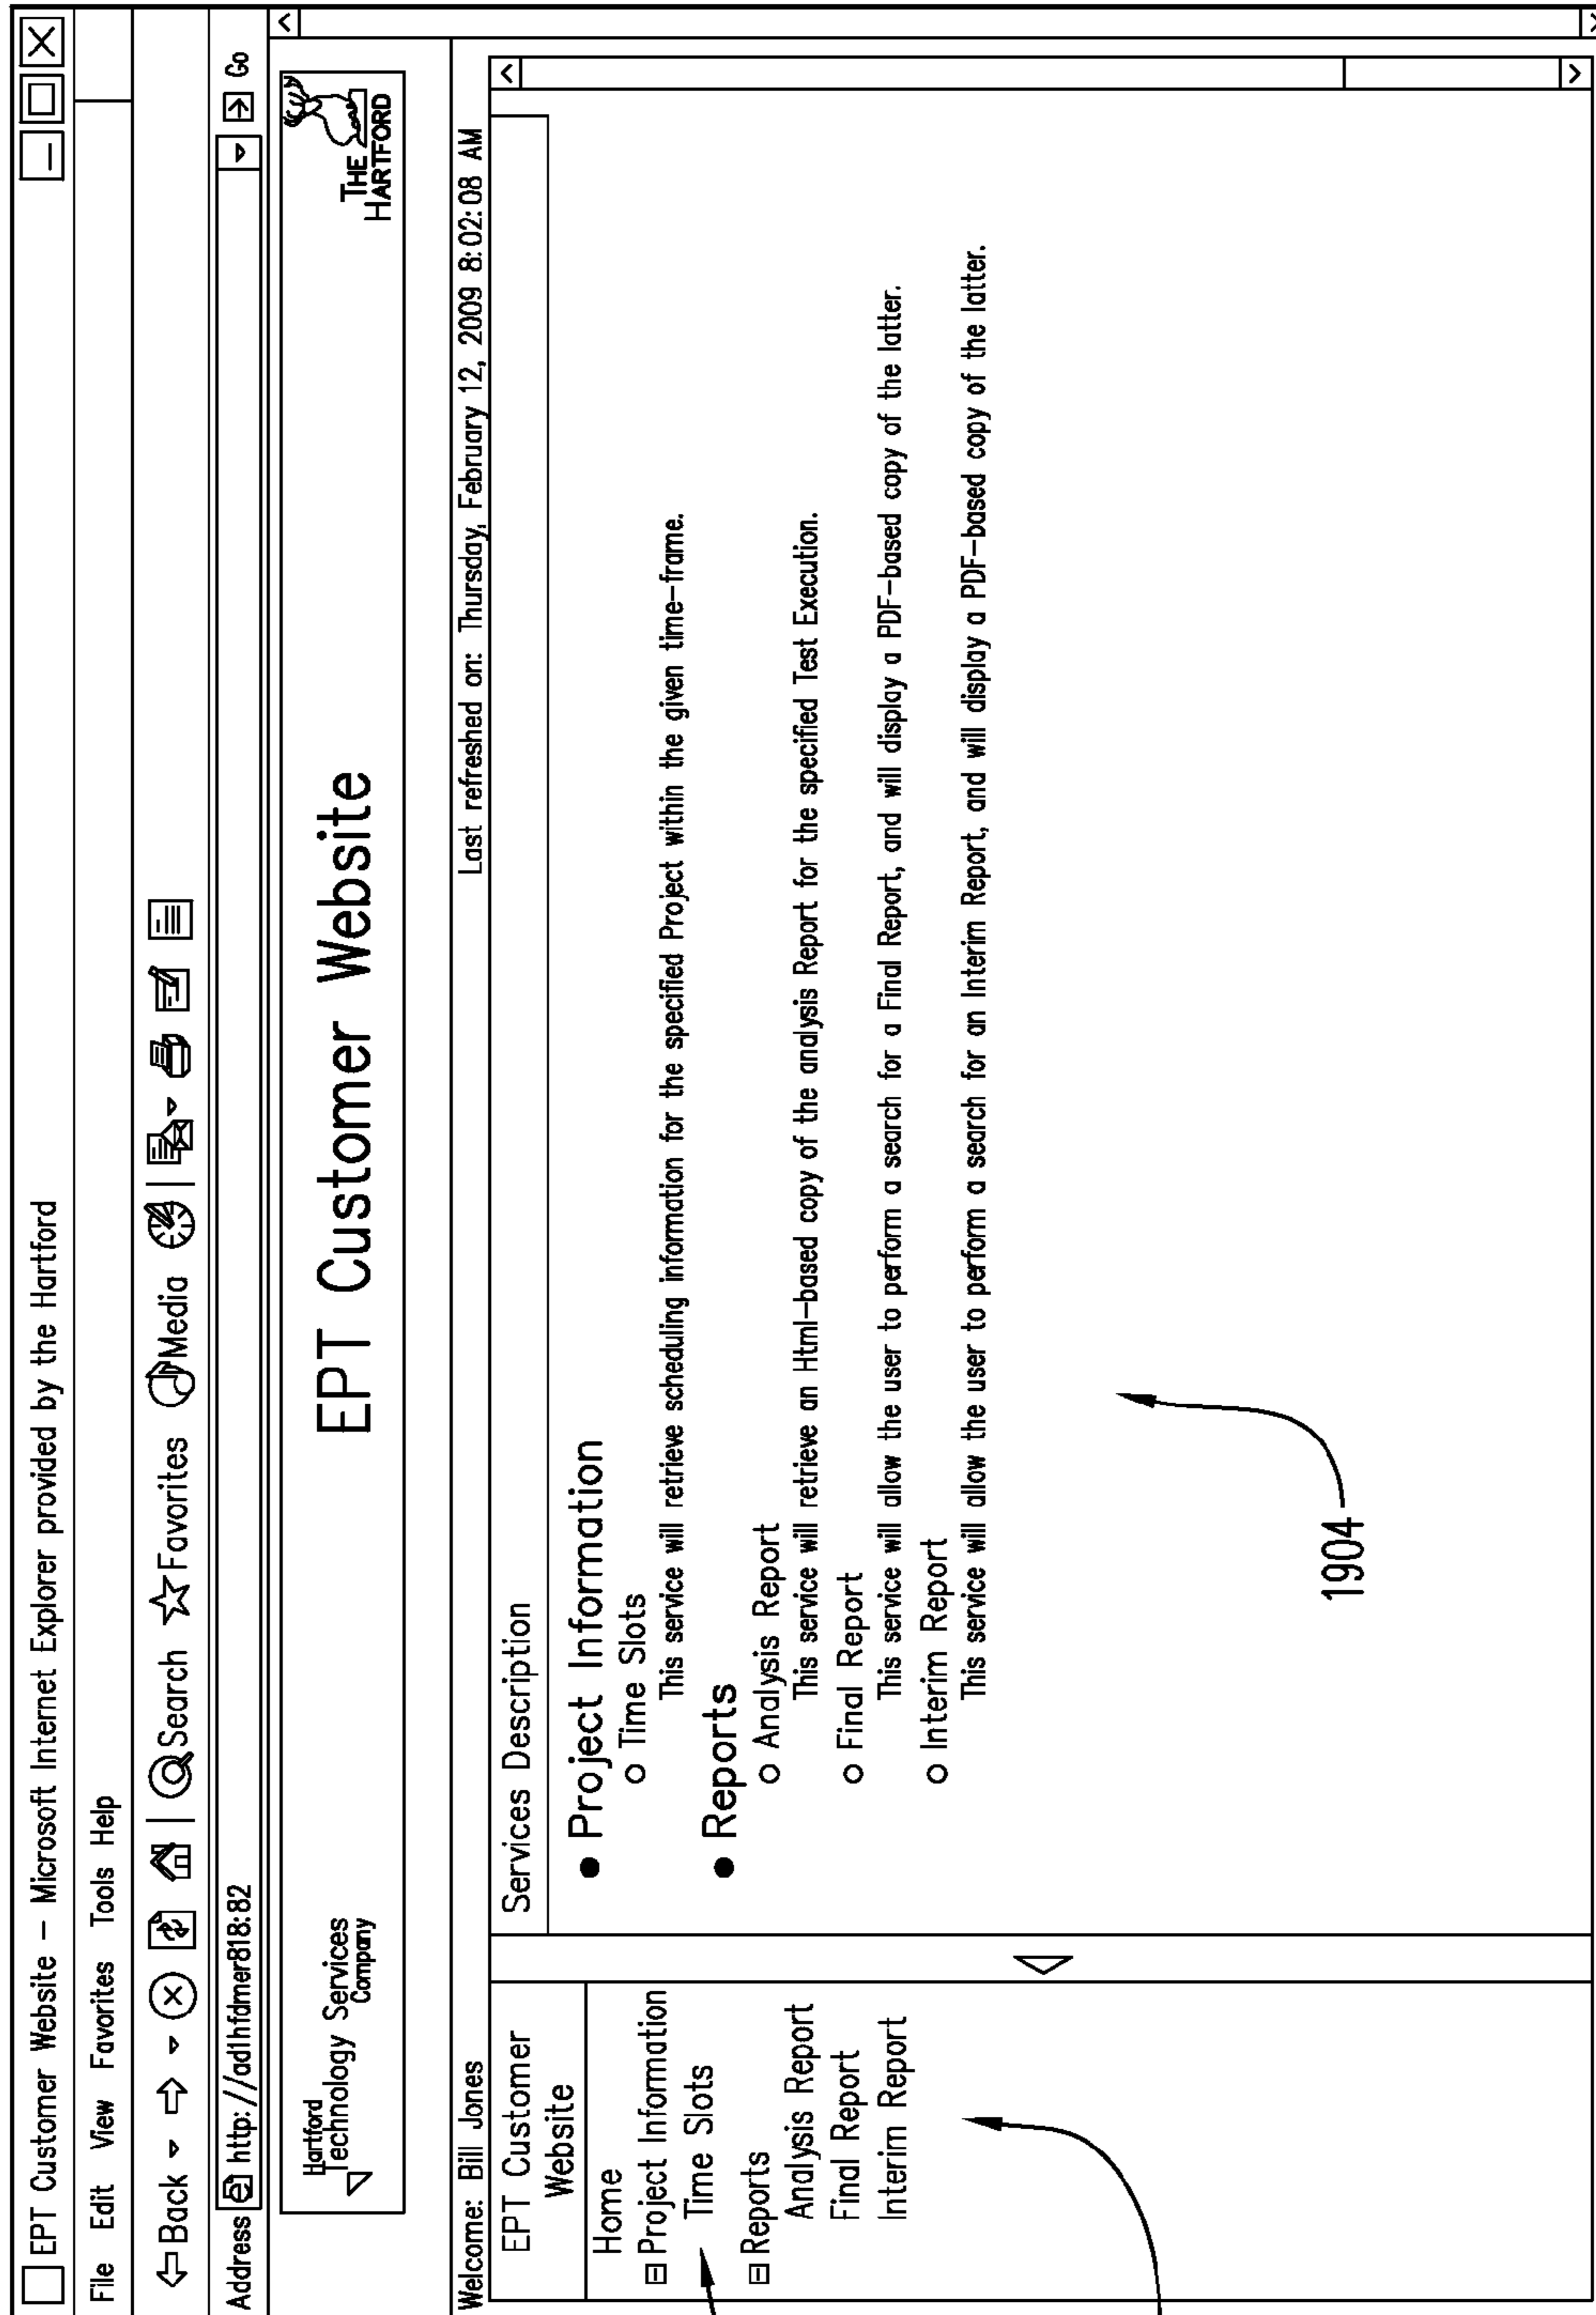 EPT Customer Website – Microsoft Internet Explorer provided by the Hartford
File Edit View Favorites Tools Help
Back Search Favorites Media
Address http://ad1hfdmer818:82 Go
Hartford
Technology Services
Company
EPT Customer Website
THE
HARTFORD
Welcome: Bill Jones Last refreshed on: Thursday, February 12, 2009 8:02:08 AM
EPT Customer
Website
Home
Project Information
Time Slots
Reports
Analysis Report
Final Report
Interim Report
Services Description
• Project Information
o Time Slots
This service will retrieve scheduling information for the specified Project within the given time-frame.
• Reports
o Analysis Report
This service will retrieve an Html-based copy of the analysis Report for the specified Test Execution.
o Final Report
This service will allow the user to perform a search for a Final Report, and will display a PDF-based copy of the latter.
o Interim Report
This service will allow the user to perform a search for an Interim Report, and will display a PDF-based copy of the latter.
1904